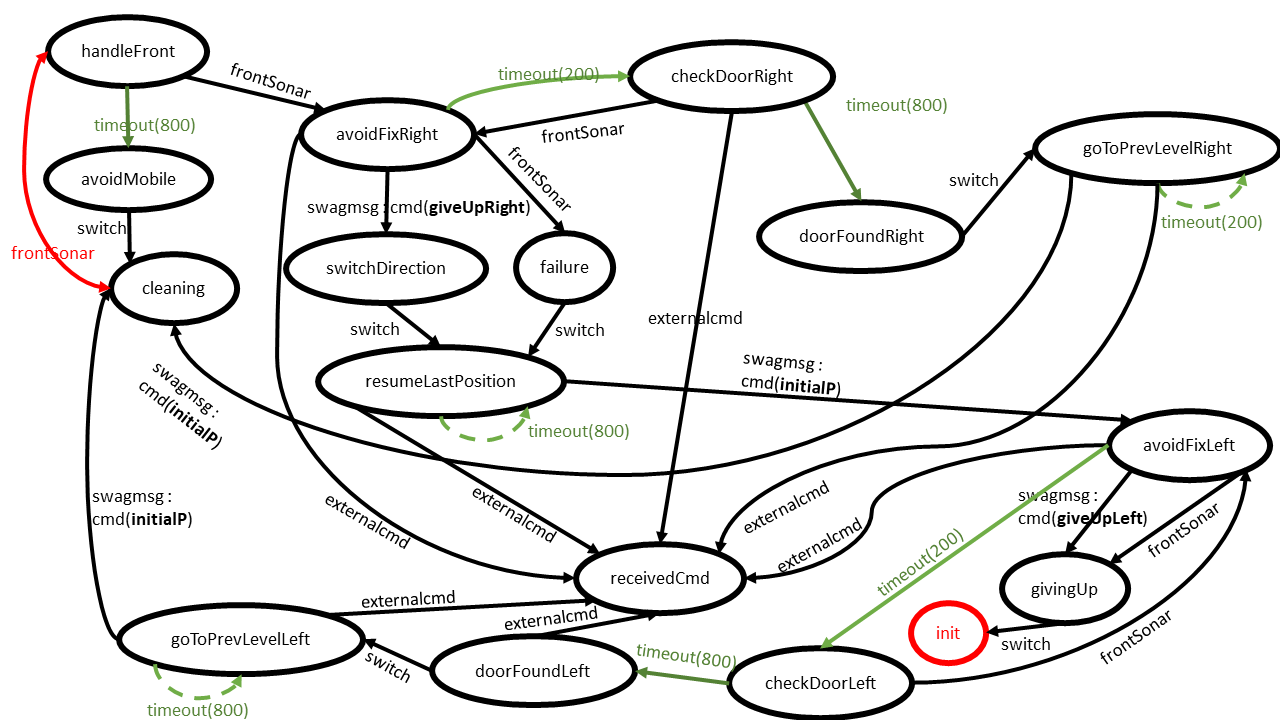 handleFront
frontSonar
timeout(200)
checkDoorRight
timeout(800)
timeout(800)
avoidFixRight
frontSonar
goToPrevLevelRight
avoidMobile
frontSonar
switch
swagmsg : cmd(giveUpRight)
switch
timeout(200)
doorFoundRight
frontSonar
switchDirection
failure
cleaning
externalcmd
switch
switch
swagmsg :
cmd(initialP)
resumeLastPosition
swagmsg :
cmd(initialP)
timeout(800)
avoidFixLeft
swagmsg :
cmd(initialP)
externalcmd
externalcmd
externalcmd
externalcmd
swagmsg :
cmd(giveUpLeft)
frontSonar
timeout(200)
receivedCmd
givingUp
externalcmd
externalcmd
init
switch
goToPrevLevelLeft
switch
timeout(800)
frontSonar
doorFoundLeft
checkDoorLeft
timeout(800)